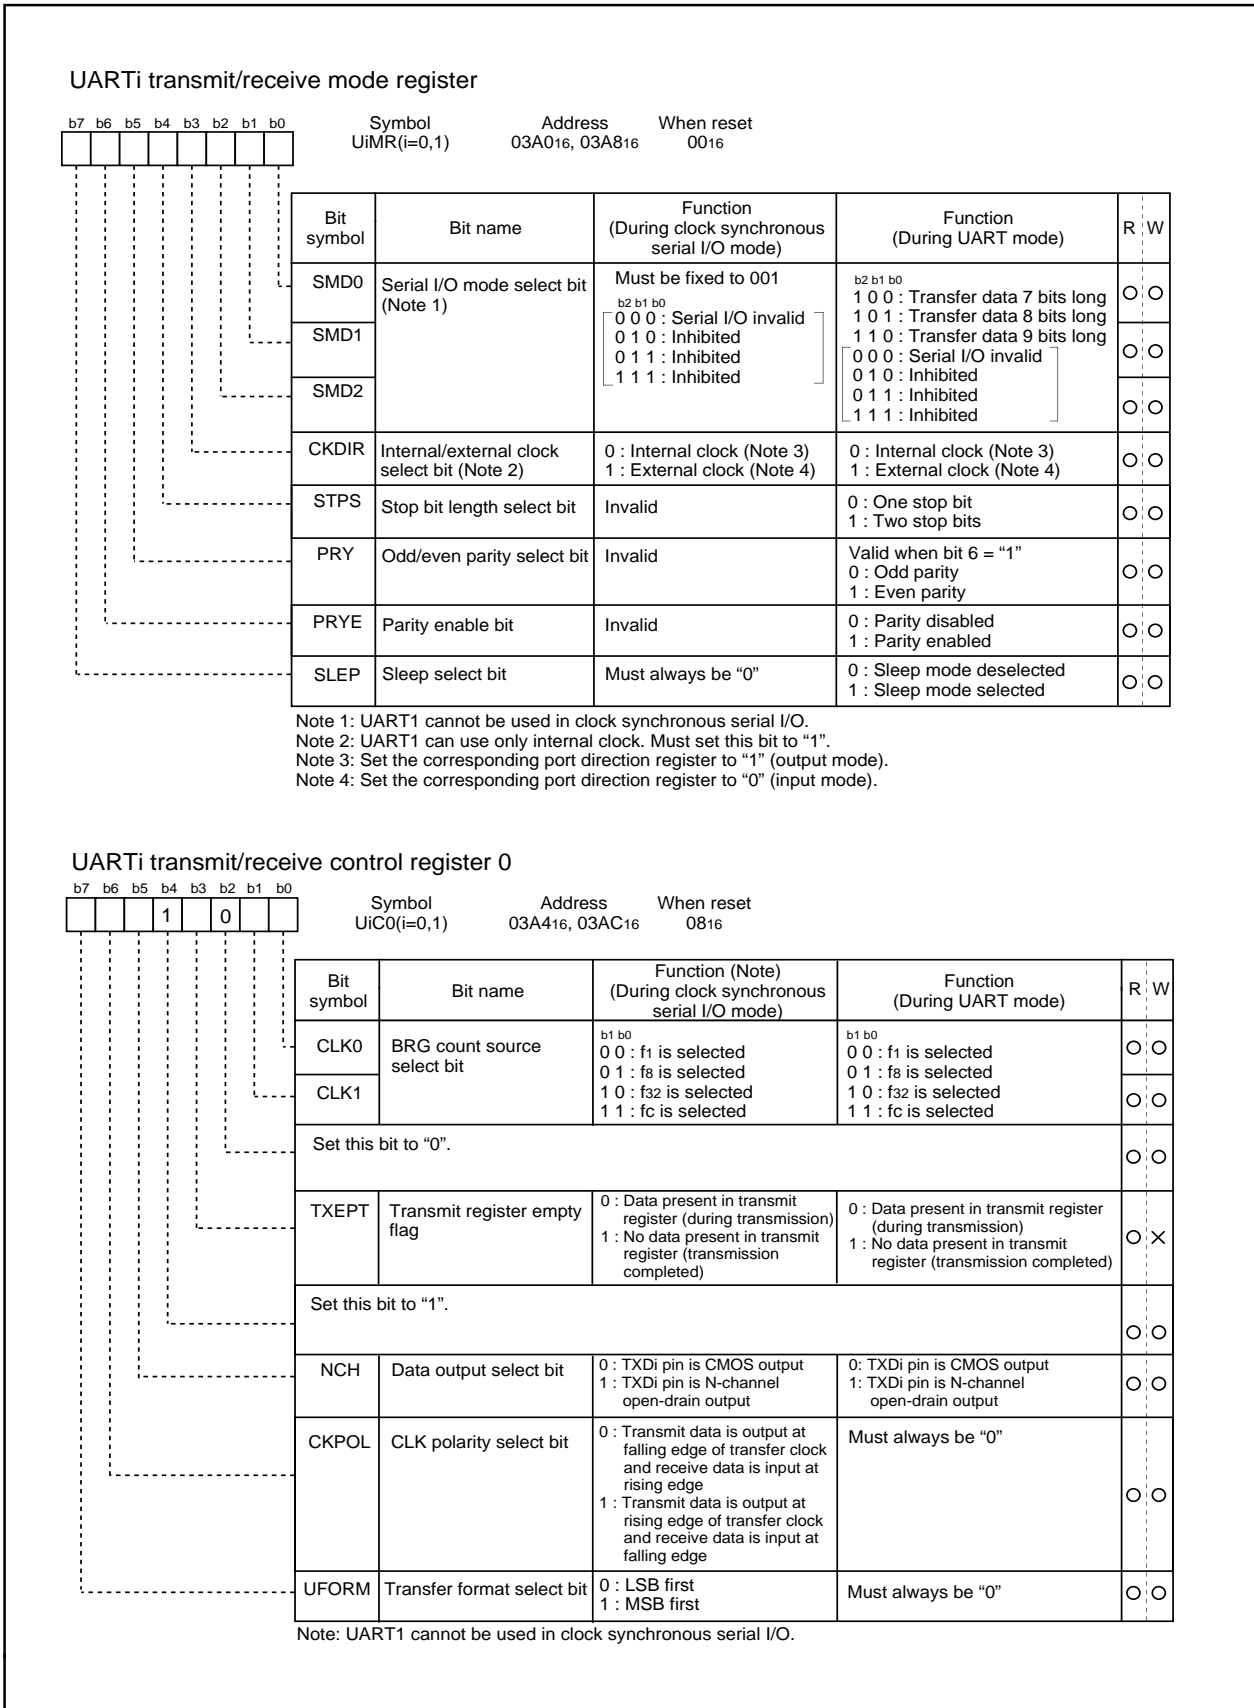 UARTi transmit/receive mode register
b7 b6 b5 b4 b3 b2 b1 b0
Symbol Address When reset
UiMR(i=0,1) 03A016, 03A816 0016
Bit symbol Bit name Function (During clock synchronous serial I/O mode) Function (During UART mode) R W
SMD0 Serial I/O mode select bit (Note 1)
SMD1
SMD2
Must be fixed to 001
b2 b1 b0
0 0 0 : Serial I/O invalid
0 1 0 : Inhibited
0 1 1 : Inhibited
1 1 1 : Inhibited
b2 b1 b0
1 0 0 : Transfer data 7 bits long
1 0 1 : Transfer data 8 bits long
1 1 0 : Transfer data 9 bits long
0 0 0 : Serial I/O invalid
0 1 0 : Inhibited
0 1 1 : Inhibited
1 1 1 : Inhibited
CKDIR Internal/external clock select bit (Note 2)
0 : Internal clock (Note 3)
1 : External clock (Note 4)
0 : Internal clock (Note 3)
1 : External clock (Note 4)
STPS Stop bit length select bit Invalid
0 : One stop bit
1 : Two stop bits
PRY Odd/even parity select bit Invalid
Valid when bit 6 = “1”
0 : Odd parity
1 : Even parity
PRYE Parity enable bit Invalid
0 : Parity disabled
1 : Parity enabled
SLEP Sleep select bit Must always be “0”
0 : Sleep mode deselected
1 : Sleep mode selected
Note 1: UART1 cannot be used in clock synchronous serial I/O.
Note 2: UART1 can use only internal clock. Must set this bit to “1”.
Note 3: Set the corresponding port direction register to “1” (output mode).
Note 4: Set the corresponding port direction register to “0” (input mode).
UARTi transmit/receive control register 0
b7 b6 b5 b4 b3 b2 b1 b0
1 0
Symbol Address When reset
UiC0(i=0,1) 03A416, 03AC16 0816
Bit symbol Bit name Function (Note) (During clock synchronous serial I/O mode) Function (During UART mode) R W
CLK0 BRG count source select bit
CLK1
b1 b0
0 0 : f1 is selected
0 1 : f8 is selected
1 0 : f32 is selected
1 1 : fc is selected
b1 b0
0 0 : f1 is selected
0 1 : f8 is selected
1 0 : f32 is selected
1 1 : fc is selected
Set this bit to “0”.
TXEPT Transmit register empty flag
0 : Data present in transmit
register (during transmission)
1 : No data present in transmit
register (transmission
completed)
0 : Data present in transmit register
(during transmission)
1 : No data present in transmit
register (transmission completed)
Set this bit to “1”.
NCH Data output select bit
0 : TXDi pin is CMOS output
1 : TXDi pin is N-channel
open-drain output
0: TXDi pin is CMOS output
1: TXDi pin is N-channel
open-drain output
CKPOL CLK polarity select bit
0 : Transmit data is output at
falling edge of transfer clock
and receive data is input at
rising edge
1 : Transmit data is output at
rising edge of transfer clock
and receive data is input at
falling edge
Must always be “0”
UFORM Transfer format select bit
0 : LSB first
1 : MSB first
Must always be “0”
Note: UART1 cannot be used in clock synchronous serial I/O.